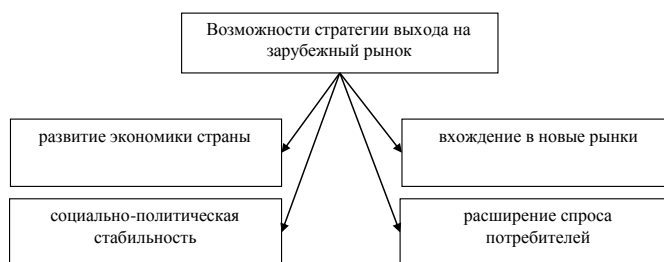 Возможности стратегии выхода на
зарубежный рынок
развитие экономики страны
вхождение в новые рынки
социально-политическая
стабильность
расширение спроса
потребителей